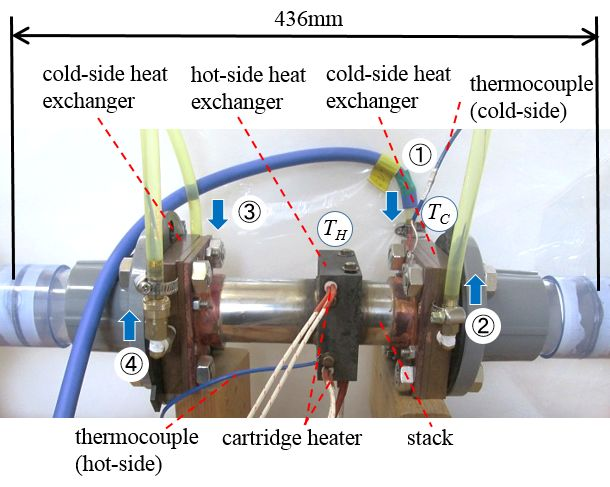 436mm
cold-side heat
exchanger
hot-side heat
exchanger
cold-side heat
exchanger
thermocouple
(cold-side)
①
③
T_H
T_C
②
④
thermocouple
(hot-side)
cartridge heater
stack